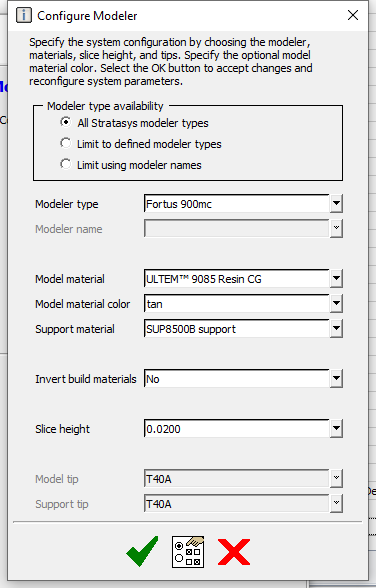 Configure Modeler
Specify the system configuration by choosing the modeler,
materials, slice height, and tips. Specify the optional model
material color. Select the OK button to accept changes and
reconfigure system parameters.
Modeler type availability
All Stratasys modeler types
Limit to defined modeler types
Limit using modeler names
Modeler type Fortus 900mc
Modeler name
Model material ULTEM™ 9085 Resin CG
Model material color tan
Support material SUP8500B support
Invert build materials No
Slice height 0.0200
Model tip T40A
Support tip T40A